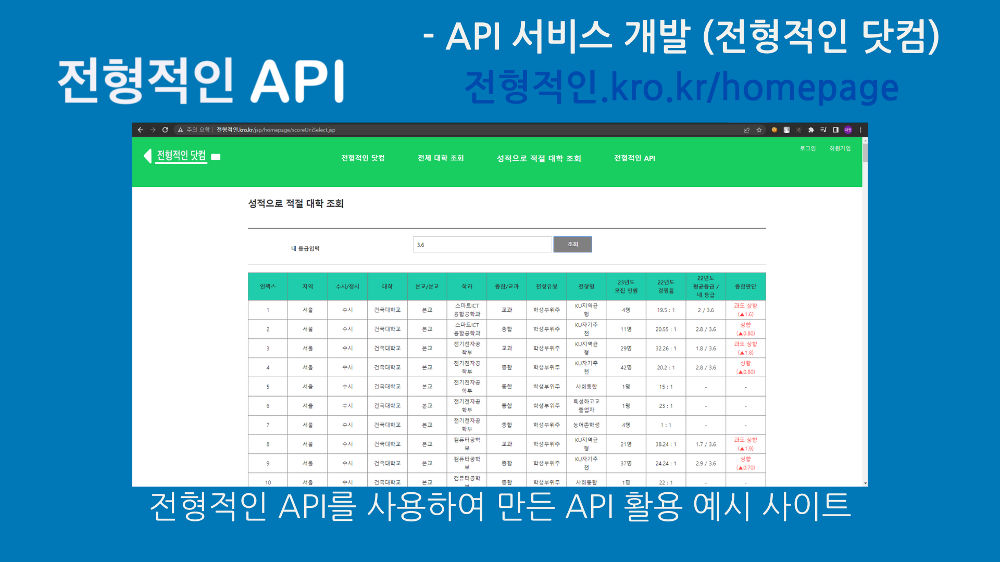 - API 서비스 개발 (전형적인 닷컴)
전형적인 API
전형적인.kro.kr/homepage
주의 요함 | 전형적인.kro.kr/jsp/homepage/scoreUniSelect.jsp
대현
로그인 회원가입
전형적인 닷컴
전형적인 닷컴 전체 대학 조회 성적으로 적절 대학 조회 전형적인 API
성적으로 적절 대학 조회
내 등급입력 3.6 조회
인덱스 지역 수시/정시 대학 본교/분교 학과 종합/교과 전형유형 전형명 23년도 모집 인원 22년도 경쟁률 22년도 평균등급 / 내 등급 종합판단
1 서울 수시 건국대학교 본교 스마트ICT융합공학과 교과 학생부위주 KU지역균형 4명 19.5 : 1 2 / 3.6 과도 상향 (▲1.6)
2 서울 수시 건국대학교 본교 스마트ICT융합공학과 종합 학생부위주 KU자기추천 11명 20.55 : 1 2.8 / 3.6 상향 (▲0.80)
3 서울 수시 건국대학교 본교 전기전자공학부 교과 학생부위주 KU지역균형 29명 32.26 : 1 1.8 / 3.6 과도 상향 (▲1.8)
4 서울 수시 건국대학교 본교 전기전자공학부 종합 학생부위주 KU자기추천 42명 20.2 : 1 2.8 / 3.6 상향 (▲0.80)
5 서울 수시 건국대학교 본교 전기전자공학부 종합 학생부위주 사회통합 1명 15 : 1 - -
6 서울 수시 건국대학교 본교 전기전자공학부 종합 학생부위주 특성화고교졸업자 1명 23 : 1 - -
7 서울 수시 건국대학교 본교 전기전자공학부 종합 학생부위주 농어촌학생 4명 1 : 1 - -
8 서울 수시 건국대학교 본교 컴퓨터공학부 교과 학생부위주 KU지역균형 21명 38.24 : 1 1.7 / 3.6 과도 상향 (▲1.9)
9 서울 수시 건국대학교 본교 컴퓨터공학부 종합 학생부위주 KU자기추천 37명 24.24 : 1 2.9 / 3.6 상향 (▲0.70)
10 서울 수시 건국대학교 본교 컴퓨터공학 종합 학생부위주 사회통합 1명 22 : 1 - -
전형적인 API를 사용하여 만든 API 활용 예시 사이트